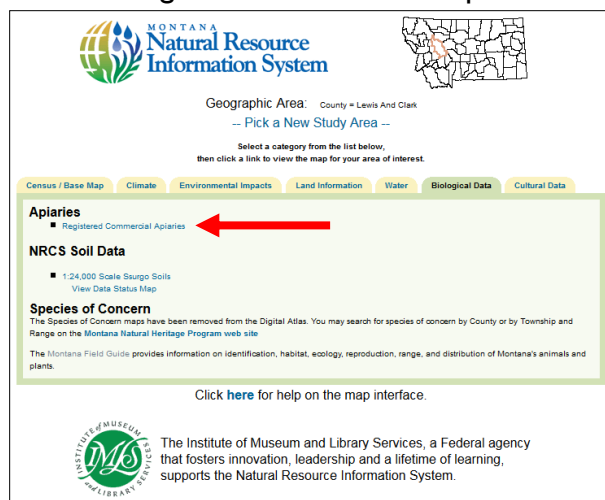 MONTANA
Natural Resource
Information System
Geographic Area: County = Lewis And Clark
-- Pick a New Study Area --
Select a category from the list below,
then click a link to view the map for your area of interest.
Census / Base Map Climate Environmental Impacts Land Information Water Biological Data Cultural Data
Apiaries
Registered Commercial Apiaries
NRCS Soil Data
1:24,000 Scale Ssurgo Soils
View Data Status Map
Species of Concern
The Species of Concern maps have been removed from the Digital Atlas. You may search for species of concern by County or by Township and
Range on the Montana Natural Heritage Program web site
The Montana Field Guide provides information on identification, habitat, ecology, reproduction, range, and distribution of Montana's animals and
plants.
Click here for help on the map interface.
INSTITUTE of MUSEUM and LIBRARY SERVICES
IMLS
The Institute of Museum and Library Services, a Federal agency
that fosters innovation, leadership and a lifetime of learning,
supports the Natural Resource Information System.